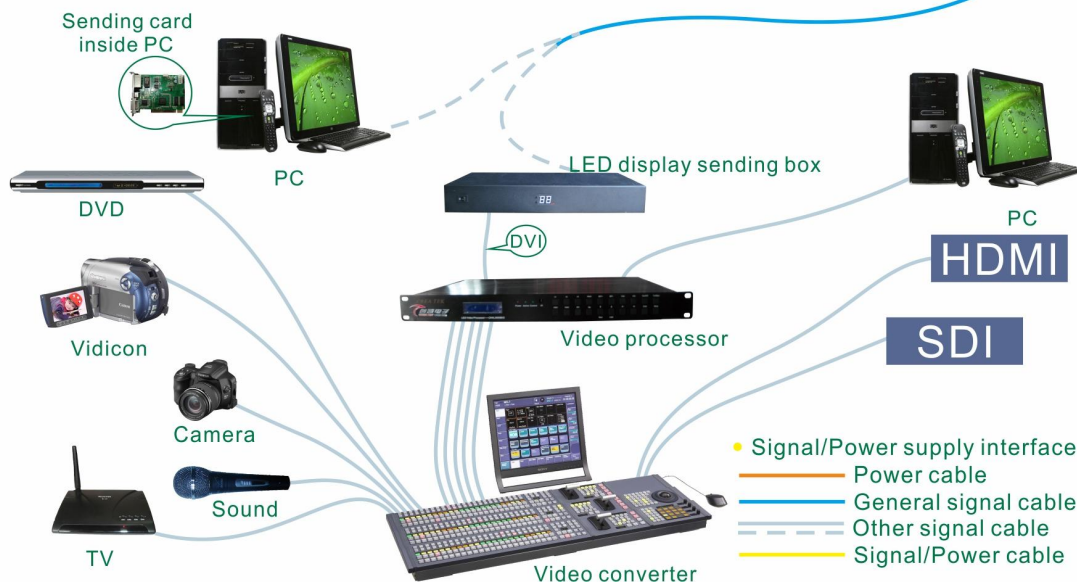 Sending card
inside PC
PC
DVD
LED display sending box
88
PC
DVI
HDMI
Vidicon
Video processor
SDI
Camera
Signal/Power supply interface
Power cable
General signal cable
Other signal cable
Signal/Power cable
Sound
TV
Video converter